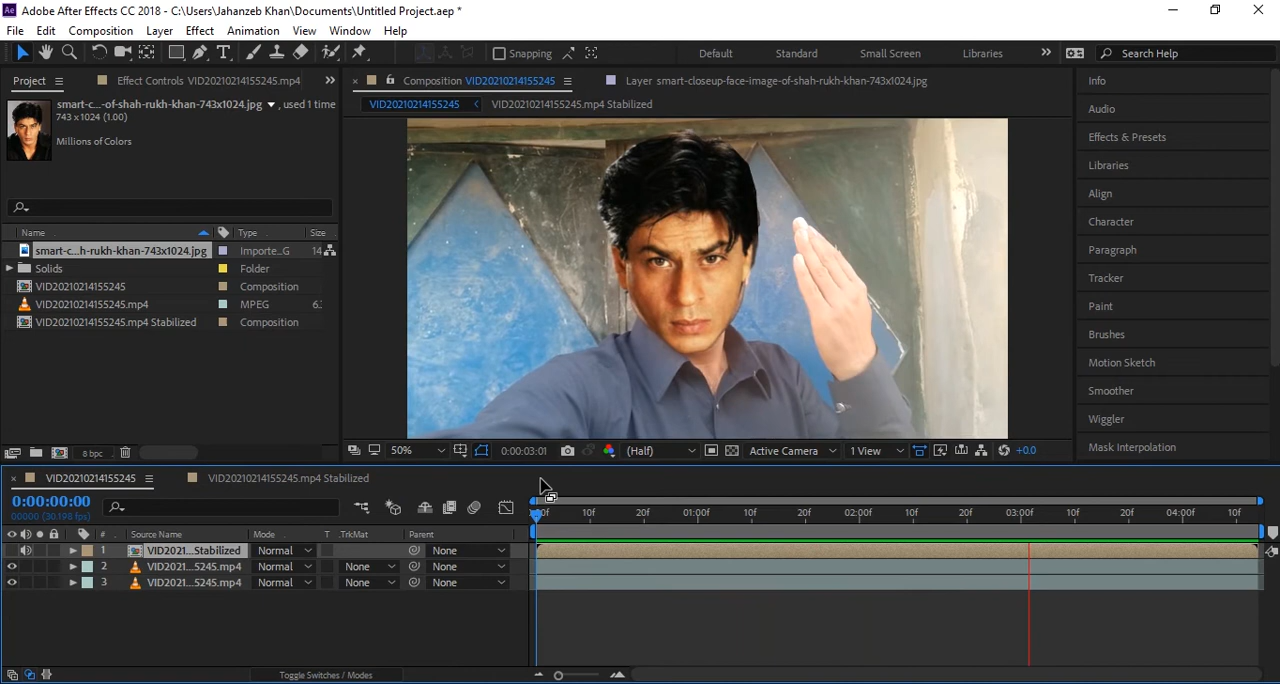 Adobe After Effects CC 2018 - C:\Users\Jahanzeb Khan\Documents\Untitled Project.aep *
File Edit Composition Layer Effect Animation View Window Help
Snapping Default Standard Small Screen Libraries Search Help
Project Effect Controls VID20210214155245.mp4
Composition VID20210214155245 Layer smart-closeup-face-image-of-shah-rukh-khan-743x1024.jpg
smart-c...-of-shah-rukh-khan-743x1024.jpg, used 1 time
743 x 1024 (1.00)
Millions of Colors
VID20210214155245 VID20210214155245.mp4 Stabilized
Name Type Size
smart-c...h-rukh-khan-743x1024.jpg Importe...G 14
Solids Folder
VID20210214155245 Composition
VID20210214155245.mp4 MPEG 6.
VID20210214155245.mp4 Stabilized Composition
8 bpc
50% 0:00:03:01 (Half) Active Camera 1 View +0.0
Info
Audio
Effects & Presets
Libraries
Align
Character
Paragraph
Tracker
Paint
Brushes
Motion Sketch
Smoother
Wiggler
Mask Interpolation
VID20210214155245 VID20210214155245.mp4 Stabilized
0:00:00:00
00000 (30.198 fps)
10f 20f 01:00f 10f 20f 02:00f 10f 20f 03:00f 10f 20f 04:00f 10f
# Source Name Mode T .TrkMat Parent
1 VID2021...Stabilized Normal None
2 VID2021...5245.mp4 Normal None None
3 VID2021...5245.mp4 Normal None None
Toggle Switches / Modes